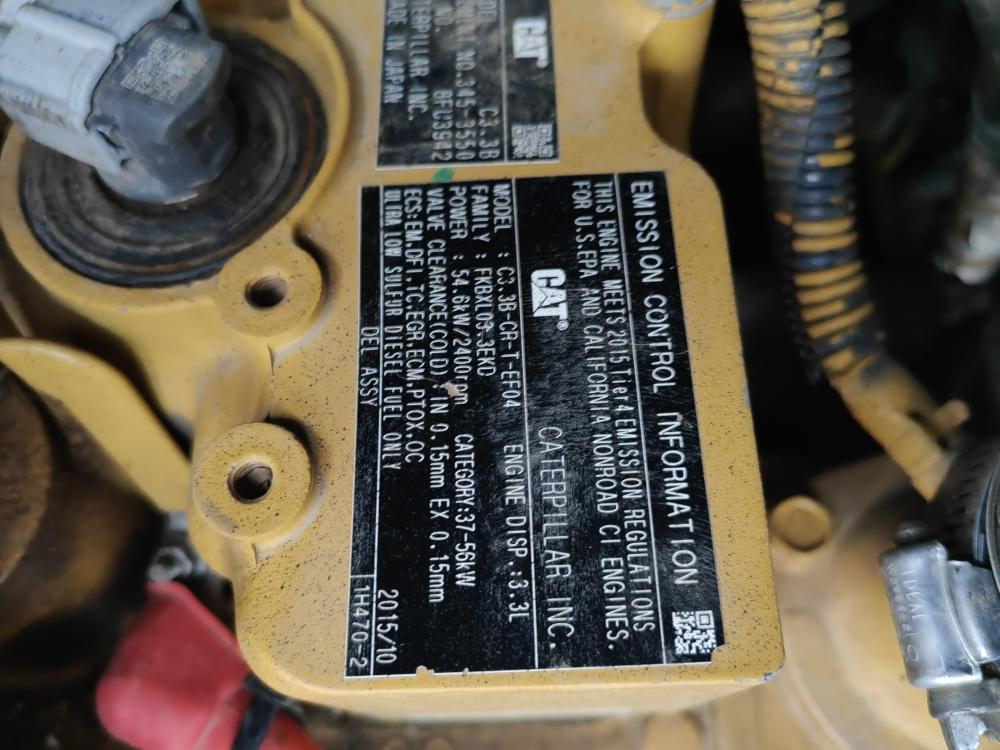 CAT
C3.3B
NO.345-3550
NO. 8FU3942
CATERPILLAR INC.
MADE IN JAPAN
EMISSION CONTROL INFORMATION
THIS ENGINE MEETS 2015 Tier4 EMISSION REGULATIONS
FOR U.S.EPA AND CALIFORNIA NONROAD CI ENGINES.
CAT® CATERPILLAR INC.
MODEL : C3.3B-CR-T-EF04 ENGINE DISP.:3.3L
FAMILY : FKBXL03.3EKD
POWER : 54.6kW/2400rpm CATEGORY:37-56kW
VALVE CLEARANCE(COLD): IN 0.15mm EX 0.15mm
ECS:EM,DFI,TC,EGR,ECM,PTOX,OC
ULTRA LOW SULFUR DIESEL FUEL ONLY 2015/10
DEL ASSY 1H470-2
IDEAL